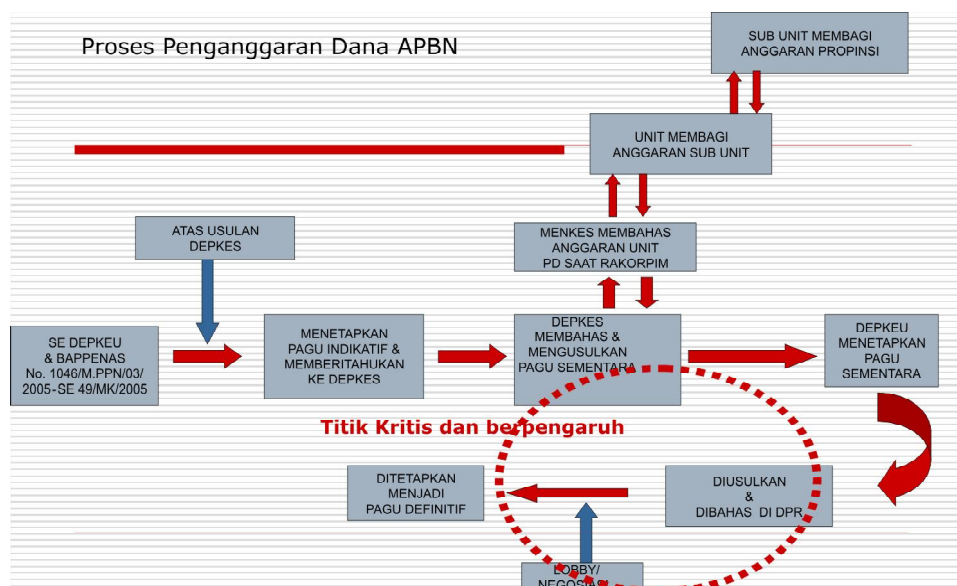 Proses Penganggaran Dana APBN
SUB UNIT MEMBAGI
ANGGARAN PROPINSI
UNIT MEMBAGI
ANGGARAN SUB UNIT
MENKES MEMBAHAS
ANGGARAN UNIT
PD SAAT RAKORPIM
ATAS USULAN
DEPKES
SE DEPKEU
& BAPPENAS
No. 1046/M.PPN/03/
2005-SE 49/MK/2005
MENETAPKAN
PAGU INDIKATIF &
MEMBERITAHUKAN
KE DEPKES
DEPKES
MEMBAHAS &
MENGUSULKAN
PAGU SEMENTARA
DEPKEU
MENETAPKAN
PAGU
SEMENTARA
Titik Kritis dan berpengaruh
DITETAPKAN
MENJADI
PAGU DEFINITIF
DIUSULKAN
&
DIBAHAS DI DPR
LOBBY/